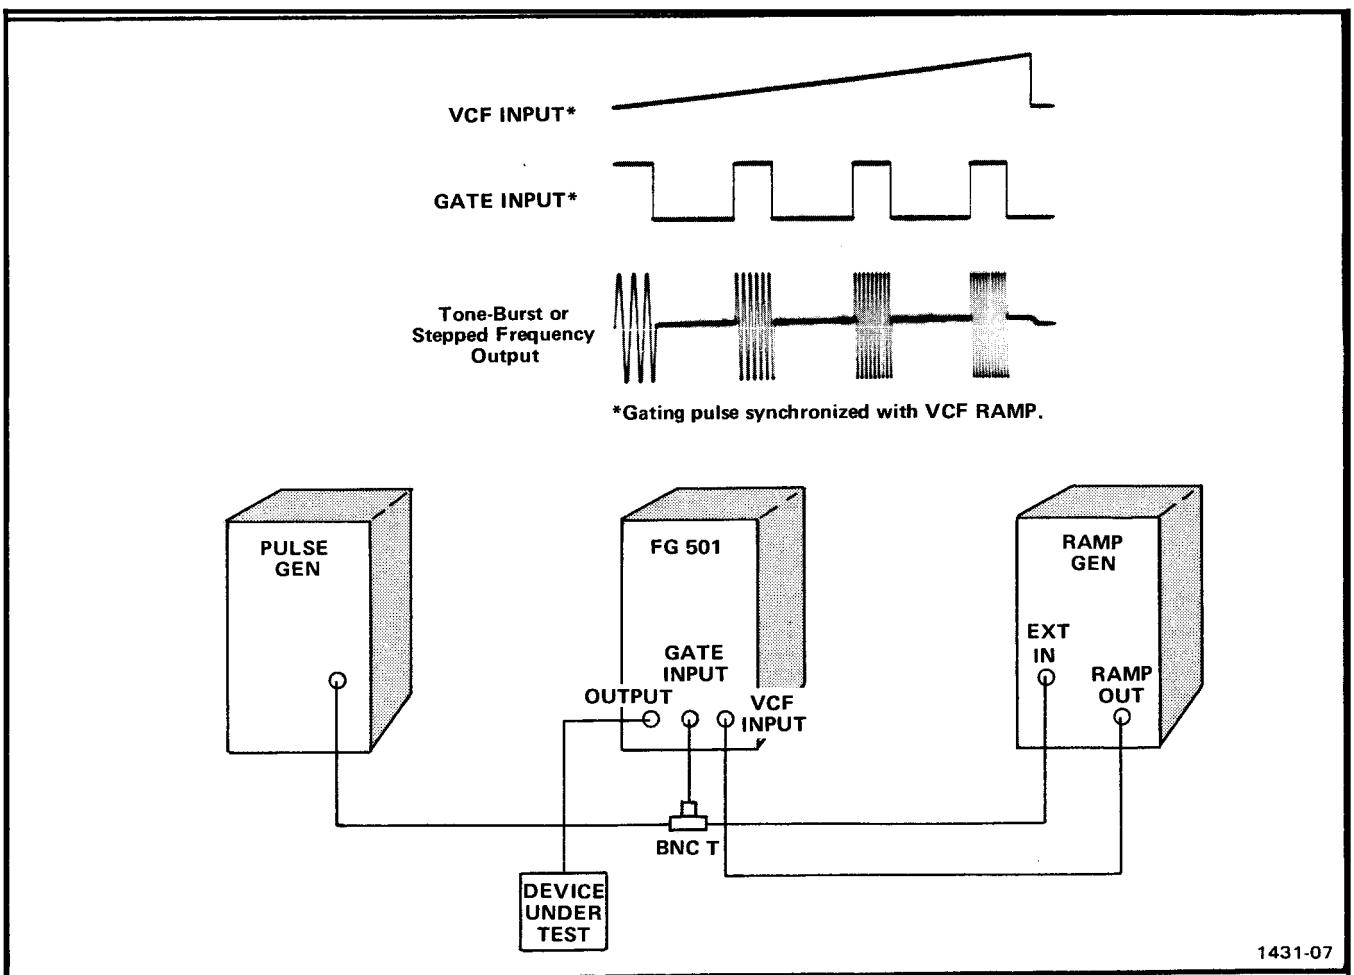 VCF INPUT*
GATE INPUT*
Tone-Burst or
Stepped Frequency
Output
*Gating pulse synchronized with VCF RAMP.
PULSE
GEN
FG 501
GATE
INPUT
OUTPUT
VCF
INPUT
RAMP
GEN
EXT
IN
RAMP
OUT
BNC T
DEVICE
UNDER
TEST
1431-07